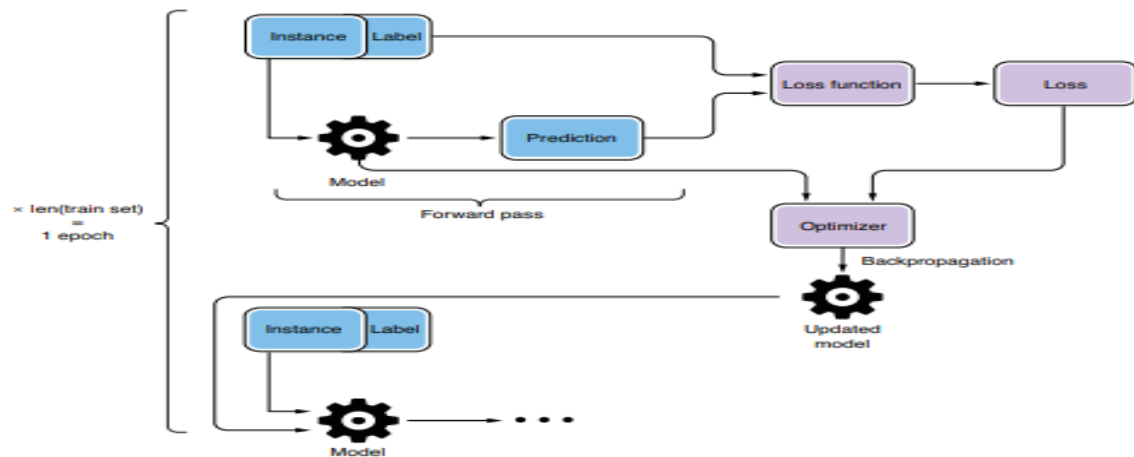 Instance
Label
Loss function
Loss
Prediction
Model
Forward pass
× len(train set)
=
1 epoch
Optimizer
Backpropagation
Updated
model
Instance
Label
Model